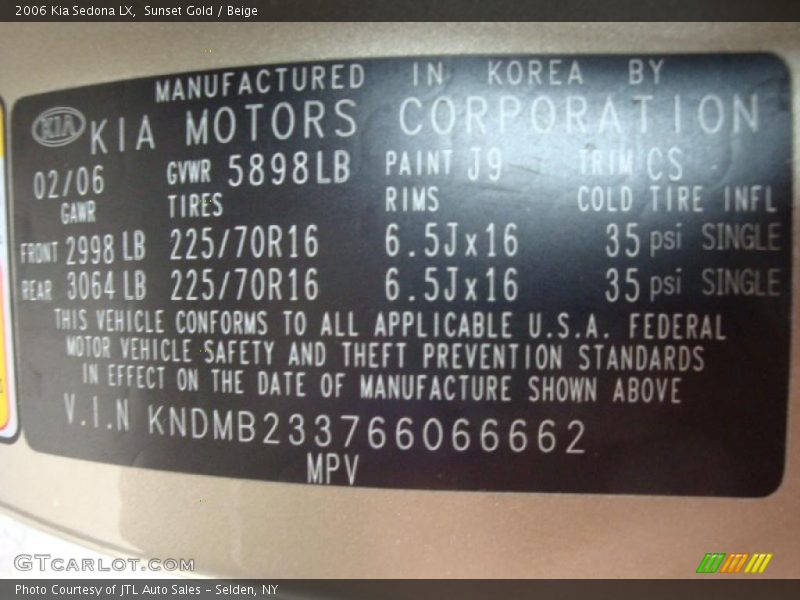 2006 Kia Sedona LX,  Sunset Gold / Beige
MANUFACTURED IN KOREA BY
KIA KIA MOTORS CORPORATION
02/06 GVWR 5898LB PAINT J9 TRIM CS
GAWR TIRES RIMS COLD TIRE INFL
FRONT 2998 LB 225/70R16 6.5Jx16 35 psi SINGLE
REAR 3064 LB 225/70R16 6.5Jx16 35 psi SINGLE
THIS VEHICLE CONFORMS TO ALL APPLICABLE U.S.A. FEDERAL
MOTOR VEHICLE SAFETY AND THEFT PREVENTION STANDARDS
IN EFFECT ON THE DATE OF MANUFACTURE SHOWN ABOVE
V.I.N KNDMB233766066662
MPV
GTCARLOT.COM
Photo Courtesy of JTL Auto Sales - Selden, NY